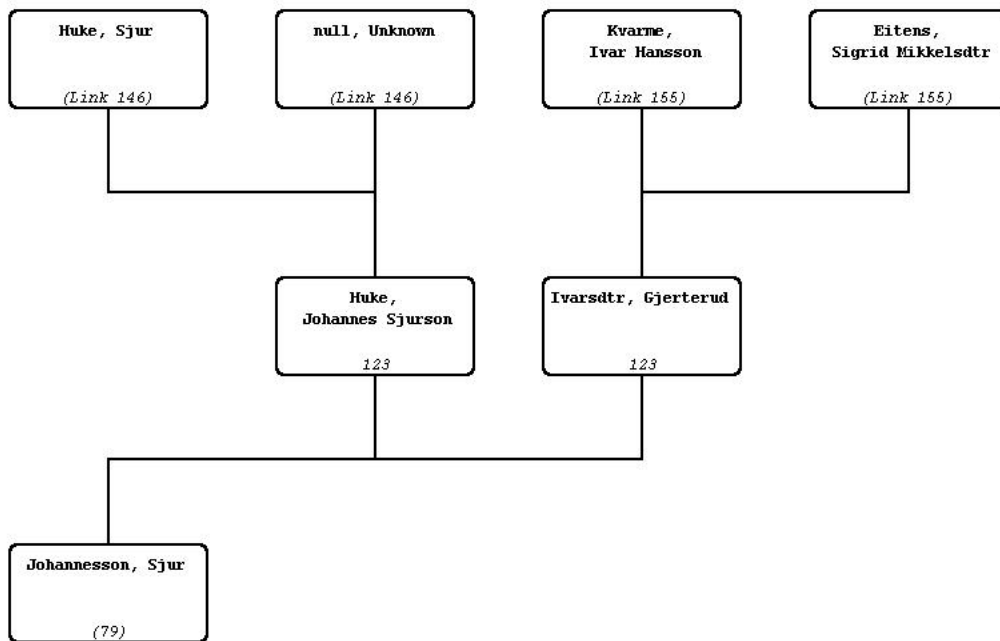 Huke, Sjur
(Link 146)
null, Unknown
(Link 146)
Kvarme,
Ivar Hansson
(Link 155)
Eitens,
Sigrid Mikkelsdtr
(Link 155)
Huke,
Johannes Sjurson
123
Ivarsdtr, Gjerterud
123
Johannesson, Sjur
(79)